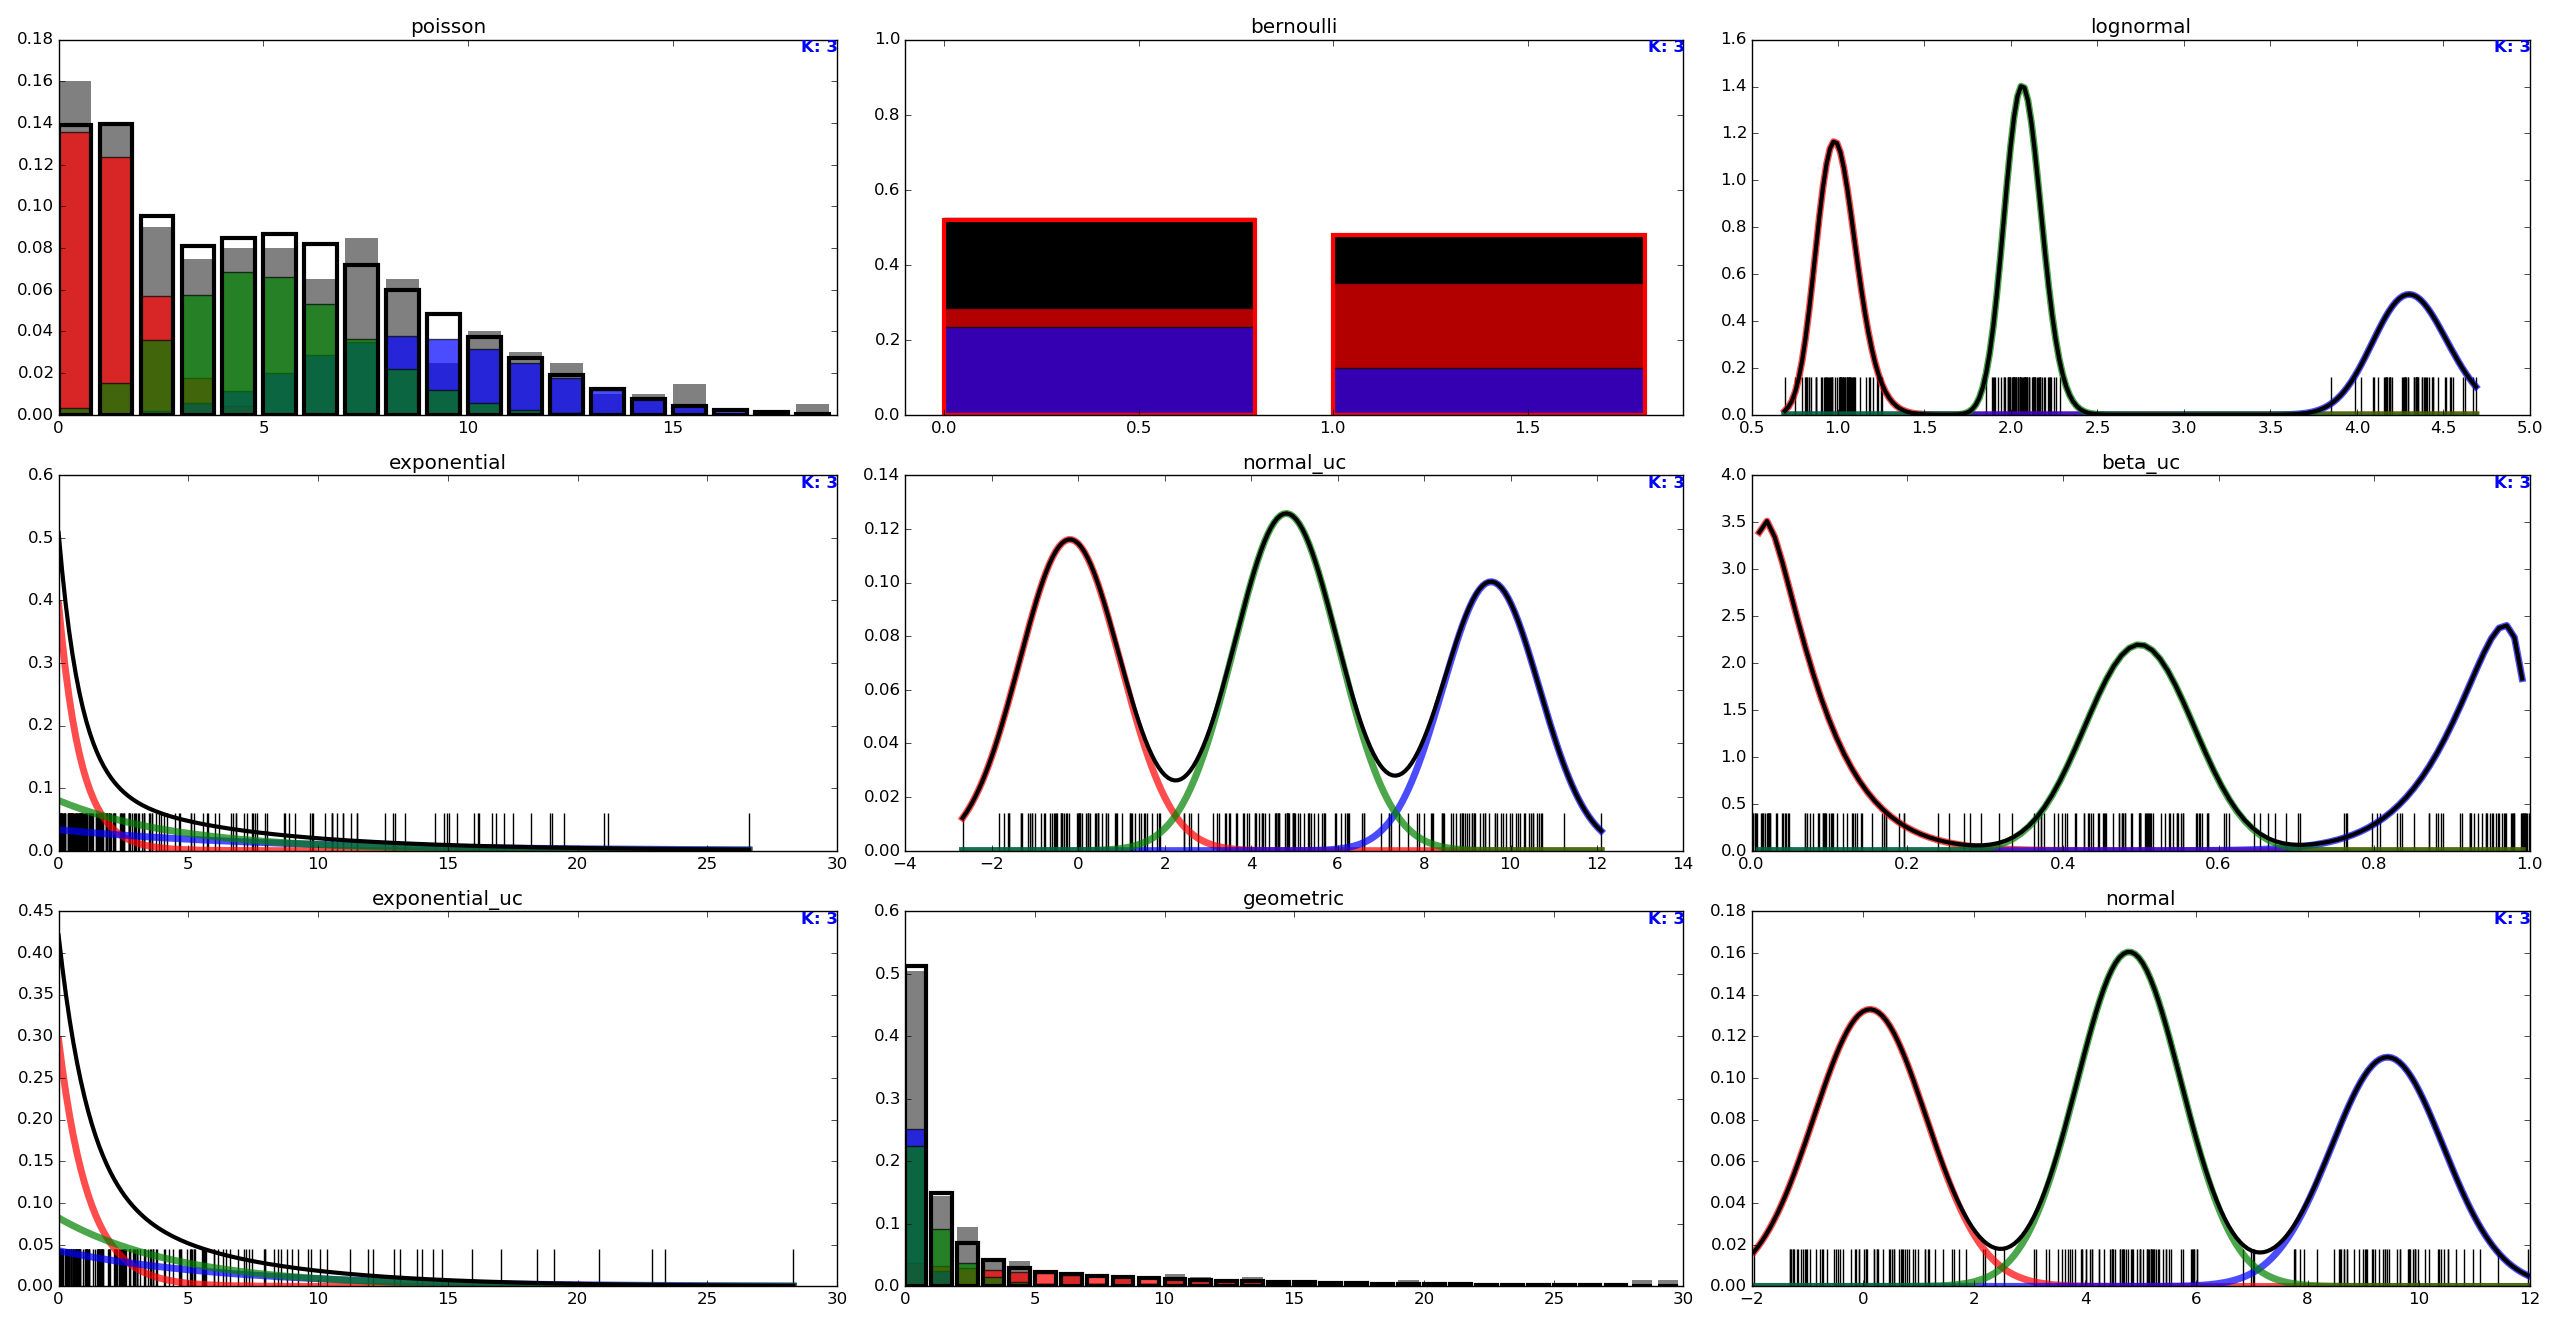 poisson
K: 3
0.18
0.16
0.14
0.12
0.10
0.08
0.06
0.04
0.02
0.00
0 5 10 15
bernoulli
K: 3
1.0
0.8
0.6
0.4
0.2
0.0
0.0 0.5 1.0 1.5
lognormal
K: 3
1.6
1.4
1.2
1.0
0.8
0.6
0.4
0.2
0.0
0.5 1.0 1.5 2.0 2.5 3.0 3.5 4.0 4.5 5.0
exponential
K: 3
0.6
0.5
0.4
0.3
0.2
0.1
0.0
0 5 10 15 20 25 30
normal_uc
K: 3
0.14
0.12
0.10
0.08
0.06
0.04
0.02
0.00
−4 −2 0 2 4 6 8 10 12 14
beta_uc
K: 3
4.0
3.5
3.0
2.5
2.0
1.5
1.0
0.5
0.0
0.0 0.2 0.4 0.6 0.8 1.0
exponential_uc
K: 3
0.45
0.40
0.35
0.30
0.25
0.20
0.15
0.10
0.05
0.00
0 5 10 15 20 25 30
geometric
K: 3
0.6
0.5
0.4
0.3
0.2
0.1
0.0
0 5 10 15 20 25 30
normal
K: 3
0.18
0.16
0.14
0.12
0.10
0.08
0.06
0.04
0.02
0.00
−2 0 2 4 6 8 10 12